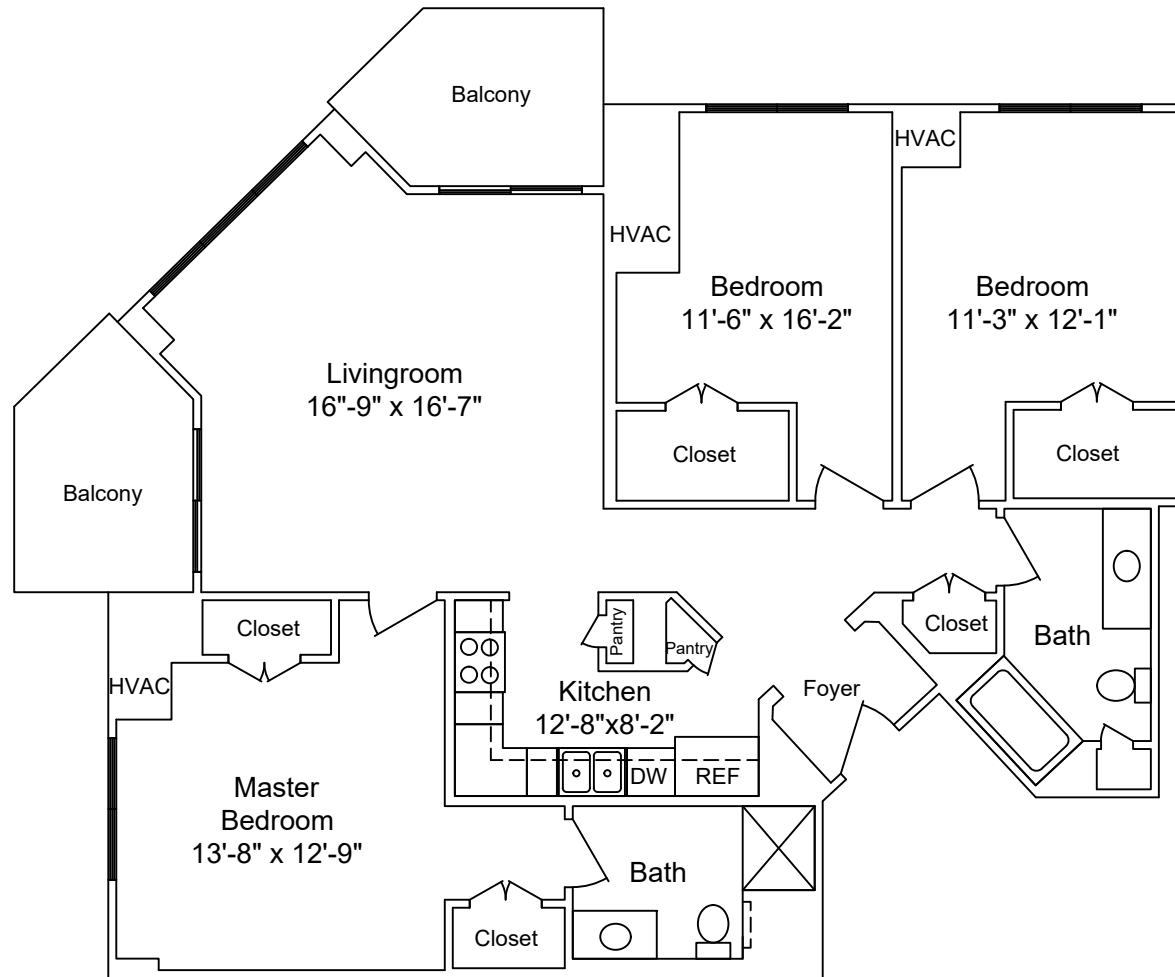 Balcony
HVAC
HVAC
Bedroom
11'-6" x 16'-2"
Bedroom
11'-3" x 12'-1"
Livingroom
16"-9" x 16'-7"
Closet
Closet
Balcony
Closet
Pantry
Pantry
Closet
Bath
HVAC
Kitchen
12'-8"x8'-2"
Foyer
DW
REF
Master
Bedroom
13'-8" x 12'-9"
Bath
Closet